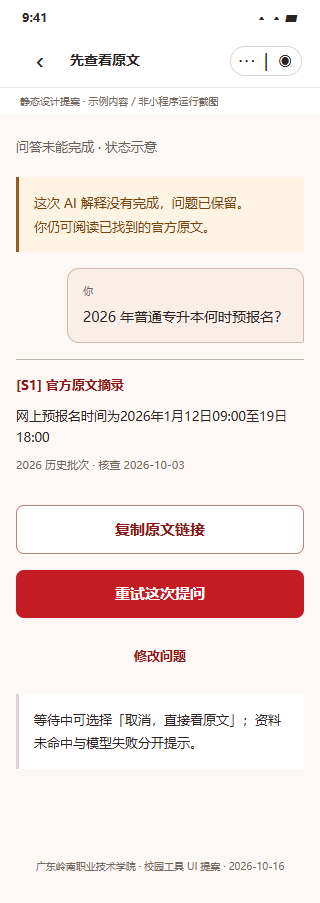 9:41
先查看原文
静态设计提案 · 示例内容 / 非小程序运行截图
问答未能完成 · 状态示意
这次 AI 解释没有完成，问题已保留。
你仍可阅读已找到的官方原文。
你
2026 年普通专升本何时预报名？
[S1] 官方原文摘录
网上预报名时间为2026年1月12日09:00至19日
18:00
2026 历史批次 · 核查 2026-10-03
复制原文链接
重试这次提问
修改问题
等待中可选择「取消，直接看原文」；资料
未命中与模型失败分开提示。
广东岭南职业技术学院 · 校园工具 UI 提案 · 2026-10-16